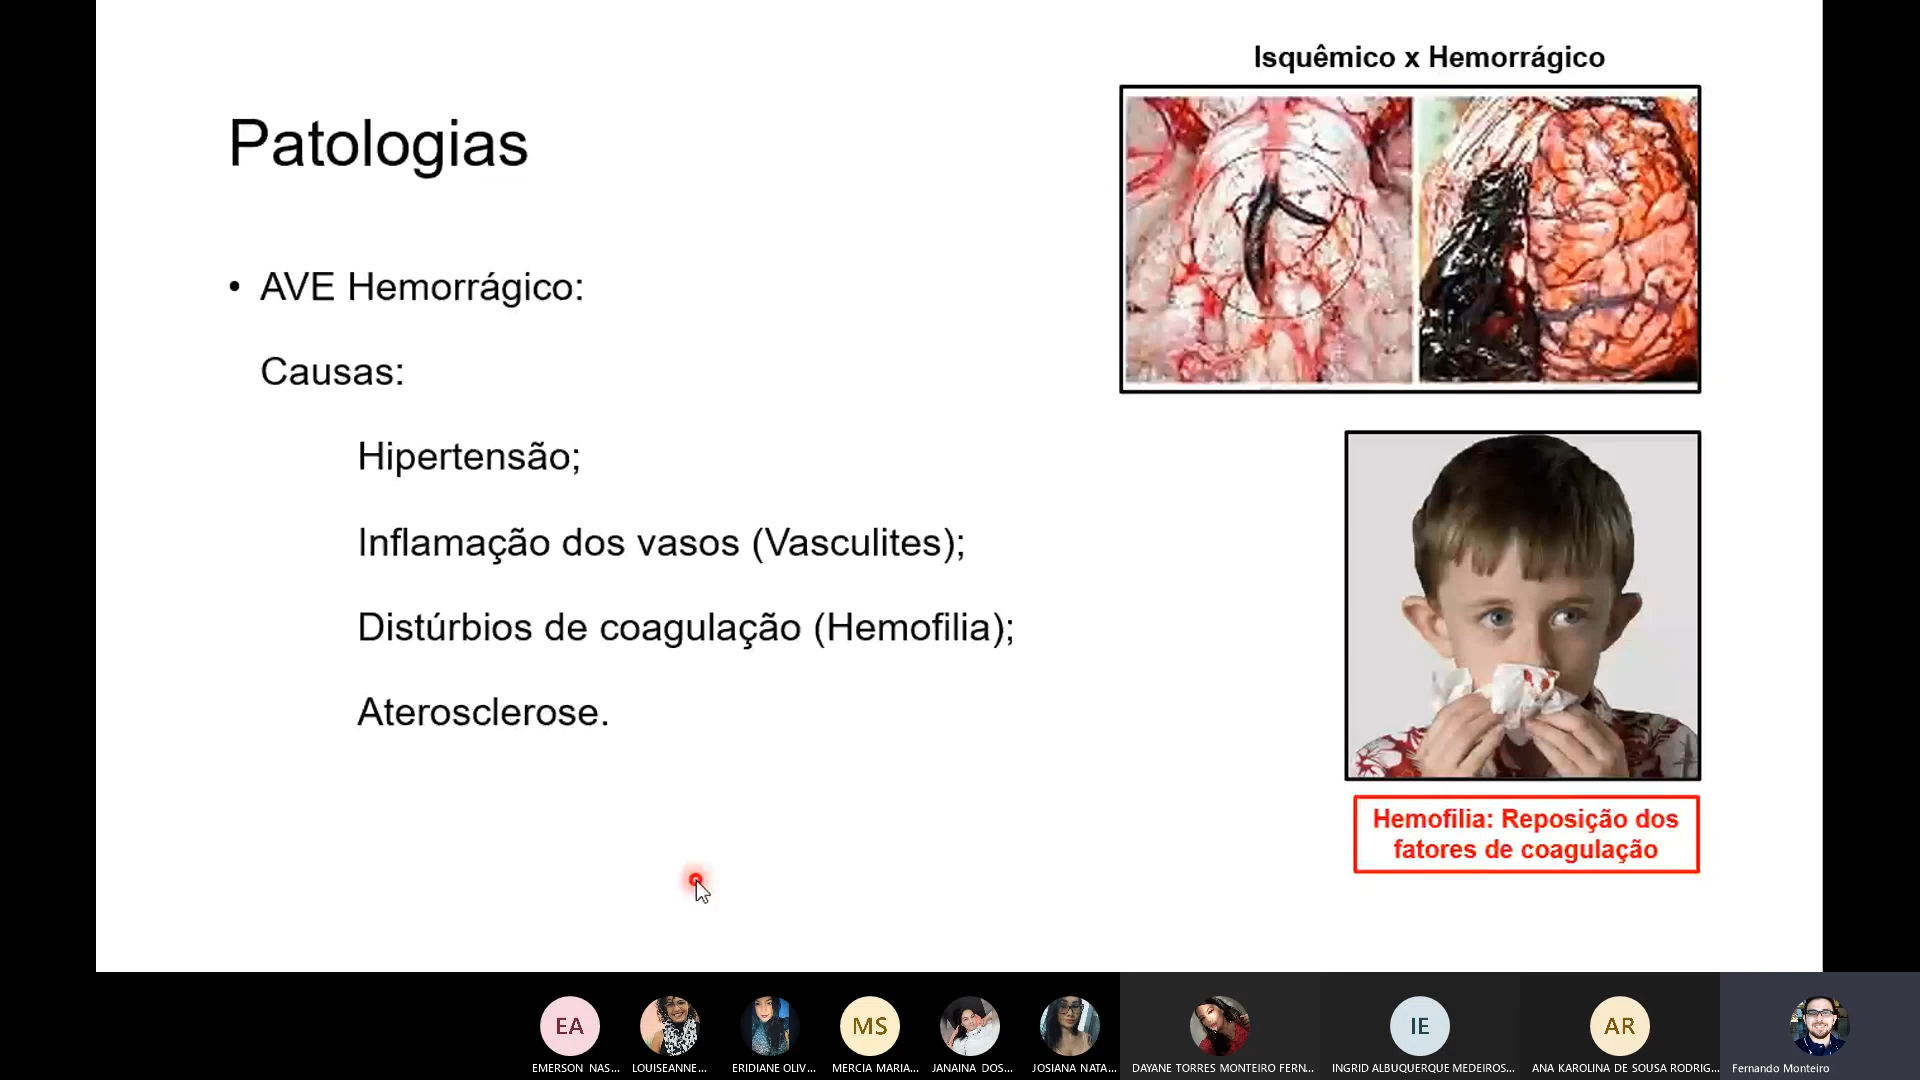 Isquêmico x Hemorrágico
Patologias
• AVE Hemorrágico:
Causas:
Hipertensão;
Inflamação dos vasos (Vasculites);
Distúrbios de coagulação (Hemofilia);
Aterosclerose.
Hemofilia: Reposição dos
fatores de coagulação
EA
MS
IE
AR
EMERSON NAS...
LOUISEANNE...
ERIDIANE OLIV...
MERCIA MARIA...
JANAINA DOS...
JOSIANA NATA...
DAYANE TORRES MONTEIRO FERN...
INGRID ALBUQUERQUE MEDEIROS...
ANA KAROLINA DE SOUSA RODRIG...
Fernando Monteiro